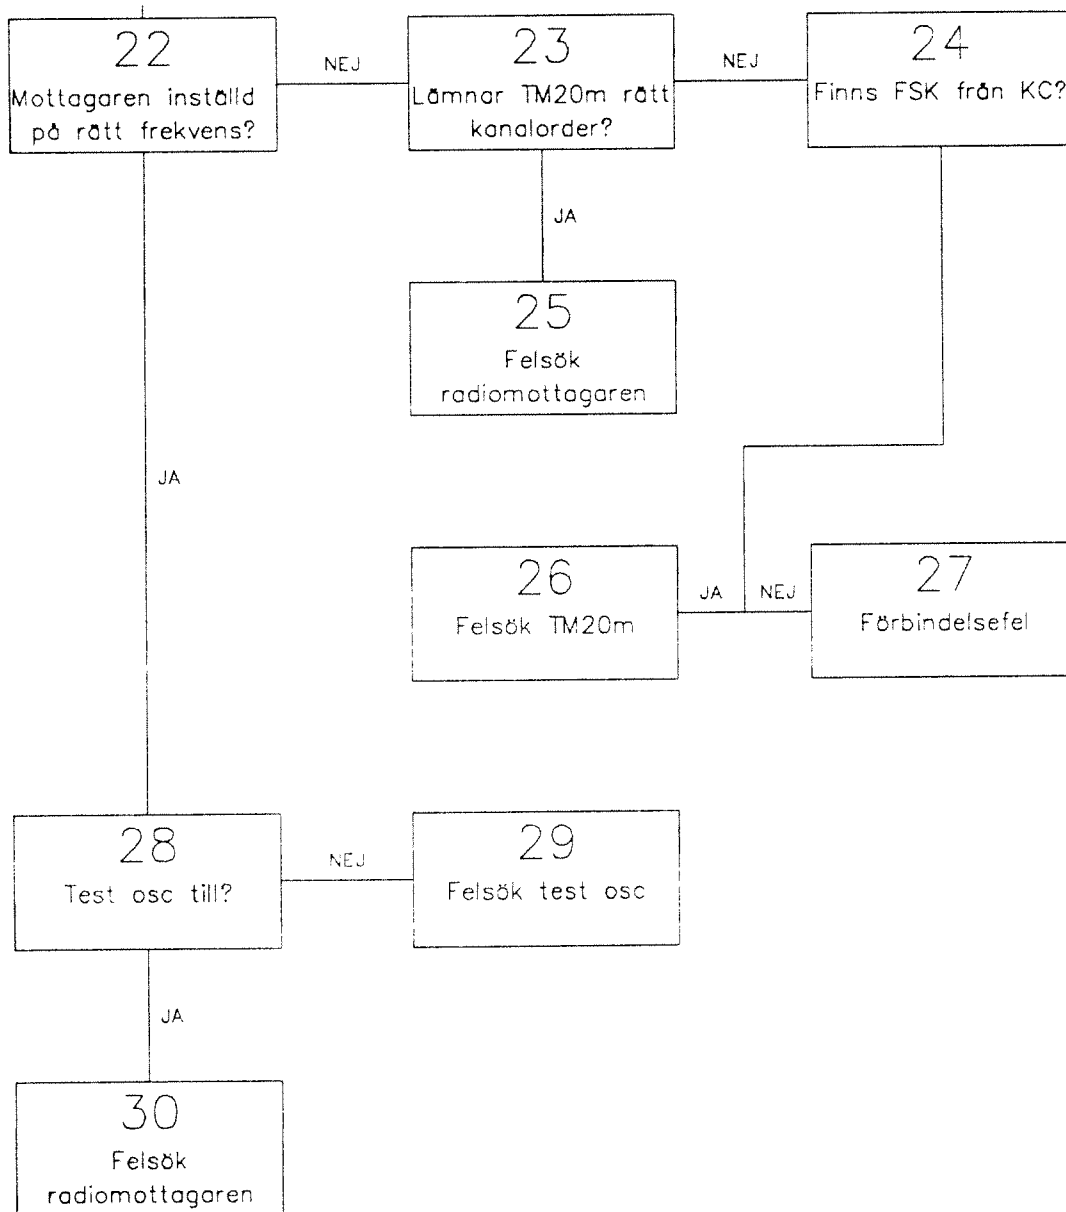 22
Mottagaren inställd
på rätt frekvens?
NEJ
23
Lämnar TM20m rätt
kanalorder?
NEJ
24
Finns FSK från KC?
JA
25
Felsök
radiomottagaren
JA
26
Felsök TM20m
JA
NEJ
27
Förbindelsefel
28
Test osc till?
NEJ
29
Felsök test osc
JA
30
Felsök
radiomottagaren